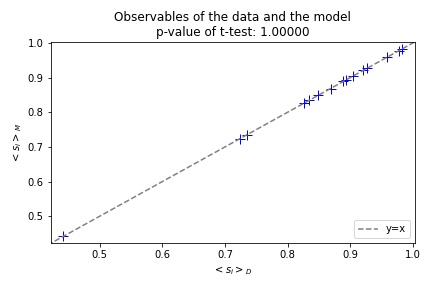 Observables of the data and the model
p-value of t-test: 1.00000
1.0
0.9
0.8
0.7
0.6
0.5
< s_i >_M
y=x
0.5 0.6 0.7 0.8 0.9 1.0
< s_i >_D